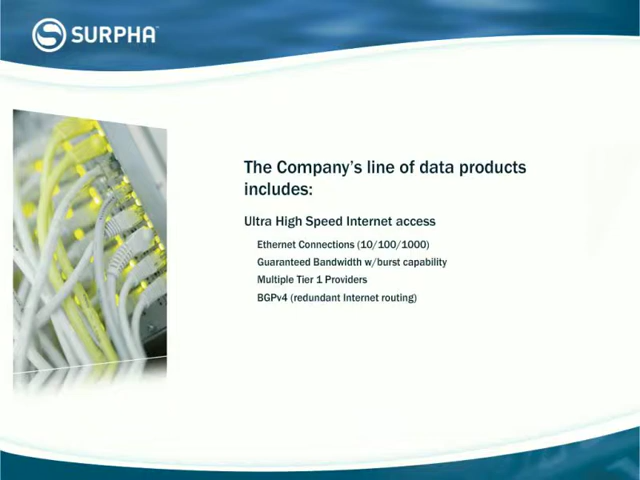 SURPHA
The Company's line of data products
includes:
Ultra High Speed Internet access
Ethernet Connections (10/100/1000)
Guaranteed Bandwidth w/burst capability
Multiple Tier 1 Providers
BGPv4 (redundant Internet routing)